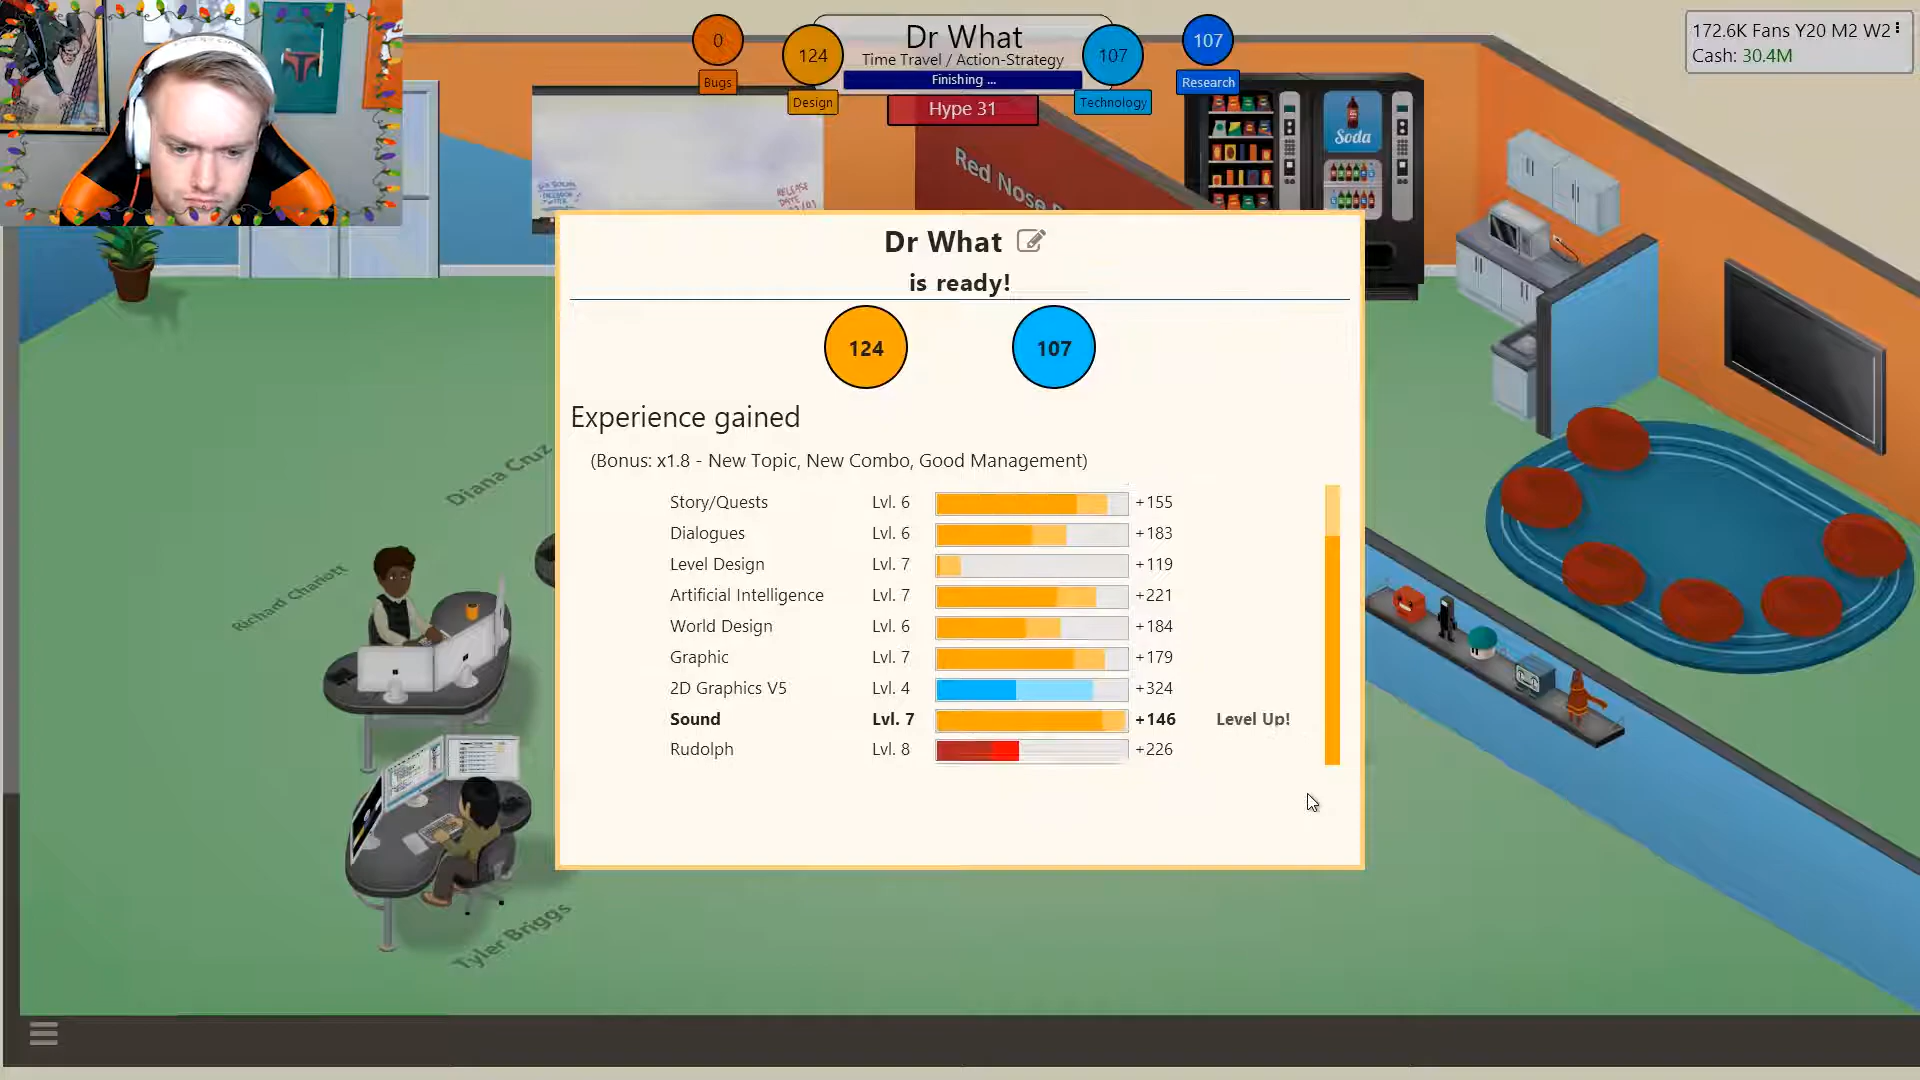 0
Bugs
124
Design
Dr What
Time Travel / Action-Strategy
Finishing ...
Hype 31
107
Technology
107
Research
172.6K Fans Y20 M2 W2
Cash: 30.4M
Soda
Red Nose
RELEASE
DATE
Dr What
is ready!
124
107
Experience gained
(Bonus: x1.8 - New Topic, New Combo, Good Management)
Story/Quests Lvl. 6 +155
Dialogues Lvl. 6 +183
Level Design Lvl. 7 +119
Artificial Intelligence Lvl. 7 +221
World Design Lvl. 6 +184
Graphic Lvl. 7 +179
2D Graphics V5 Lvl. 4 +324
Sound Lvl. 7 +146 Level Up!
Rudolph Lvl. 8 +226
Diana Cruz
Richard Chariott
Tyler Briggs